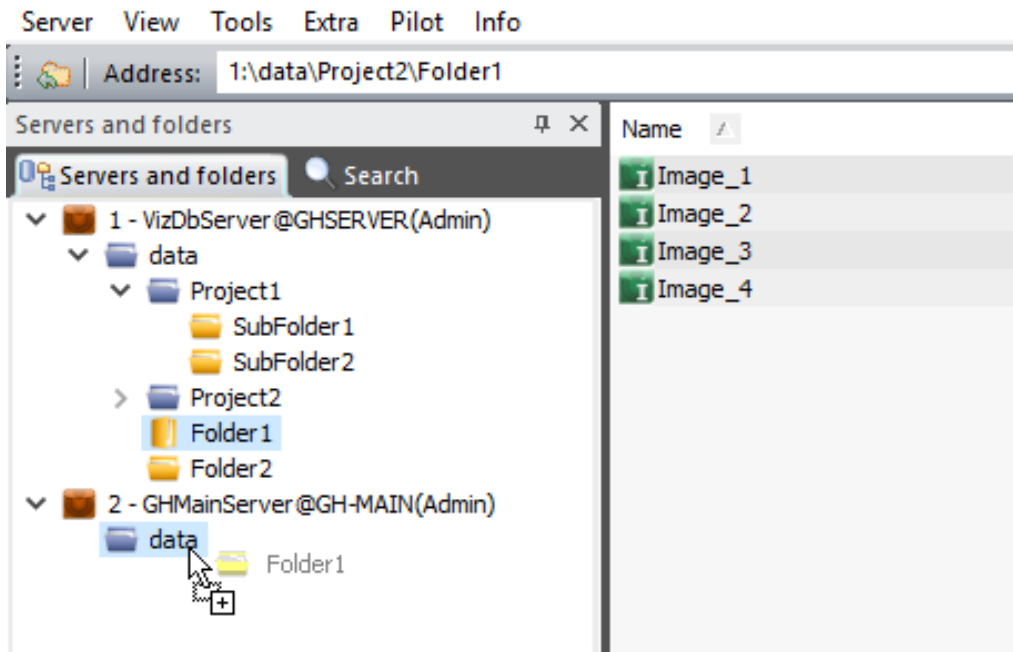 Server View Tools Extra Pilot Info
Address: 1:\data\Project2\Folder1
Servers and folders
Servers and folders Search
1 - VizDbServer@GHSERVER(Admin)
data
Project1
SubFolder1
SubFolder2
Project2
Folder1
Folder2
2 - GHMainServer@GH-MAIN(Admin)
data
Folder1
Name
Image_1
Image_2
Image_3
Image_4